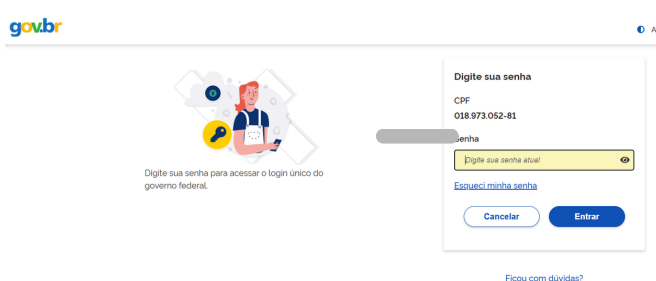 gov.br
A
Digite sua senha para acessar o login único do
governo federal.
Digite sua senha
CPF
018.973.052-81
Senha
Digite sua senha atual
Esqueci minha senha
Cancelar
Entrar
Ficou com dúvidas?